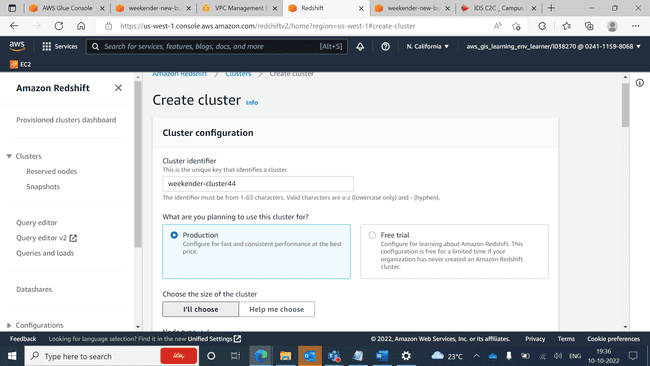 AWS Glue Console
weekender-new-bu
VPC Management
Redshift
weekender-new-ba
IDS C2C _ Campus
https://us-west-1.console.aws.amazon.com/redshiftv2/home?region=us-west-1#create-cluster
aws
Services
Search for services, features, blogs, docs, and more
[Alt+S]
N. California
aws_gis_learning_env_learner/I038270 @ 0241-1159-8068
EC2
Amazon Redshift
Clusters
Create cluster
Amazon Redshift
Provisioned clusters dashboard
Clusters
Reserved nodes
Snapshots
Query editor
Query editor v2
Queries and loads
Datashares
Configurations
Create cluster
Info
Cluster configuration
Cluster identifier
This is the unique key that identifies a cluster.
weekender-cluster44
The identifier must be from 1-63 characters. Valid characters are a-z (lowercase only) and - (hyphen).
What are you planning to use this cluster for?
Production
Configure for fast and consistent performance at the best
price.
Free trial
Configure for learning about Amazon Redshift. This
configuration is free for a limited time if your
organization has never created an Amazon Redshift
cluster.
Choose the size of the cluster
I'll choose
Help me choose
Feedback
Looking for language selection? Find it in the new Unified Settings
© 2022, Amazon Web Services, Inc. or its affiliates.
Privacy
Terms
Cookie preferences
Type here to search
23°C
ENG
19:36
10-10-2022